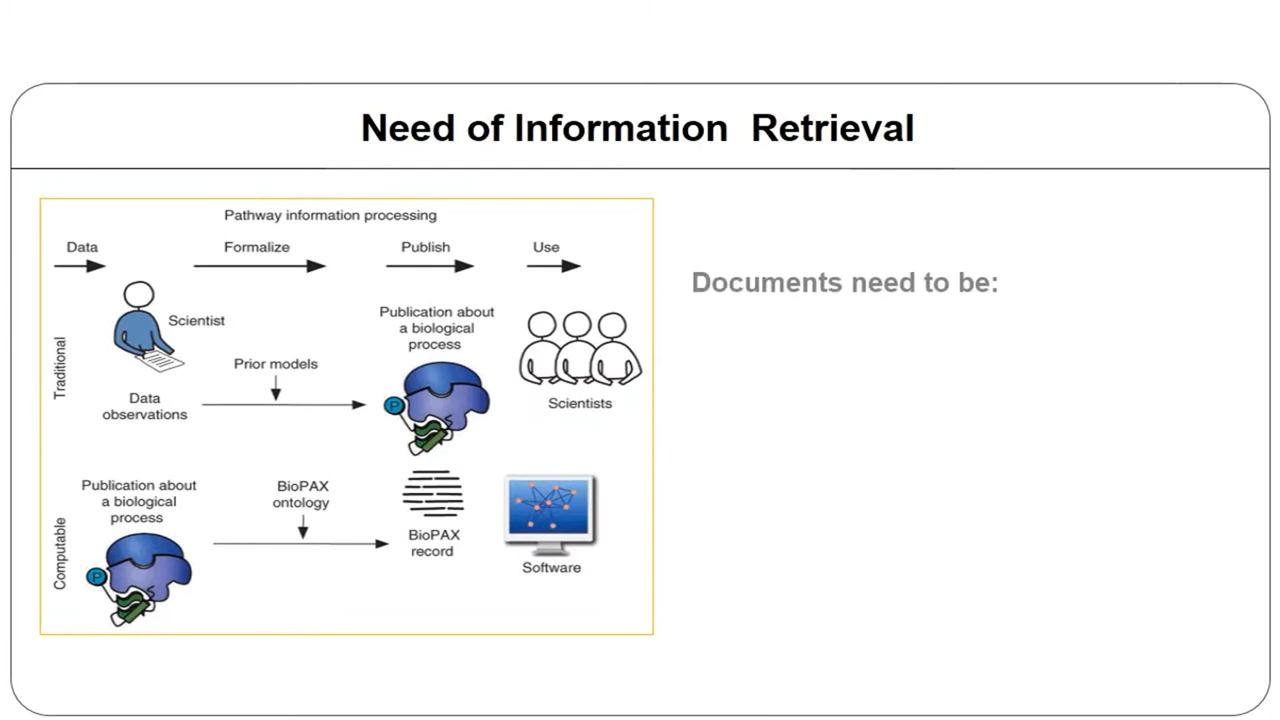 Need of Information Retrieval
Pathway information processing
Data
Formalize
Publish
Use
Traditional
Scientist
Data
observations
Prior models
Publication about
a biological
process
P
Scientists
Computable
Publication about
a biological
process
P
BioPAX
ontology
BioPAX
record
Software
Documents need to be: